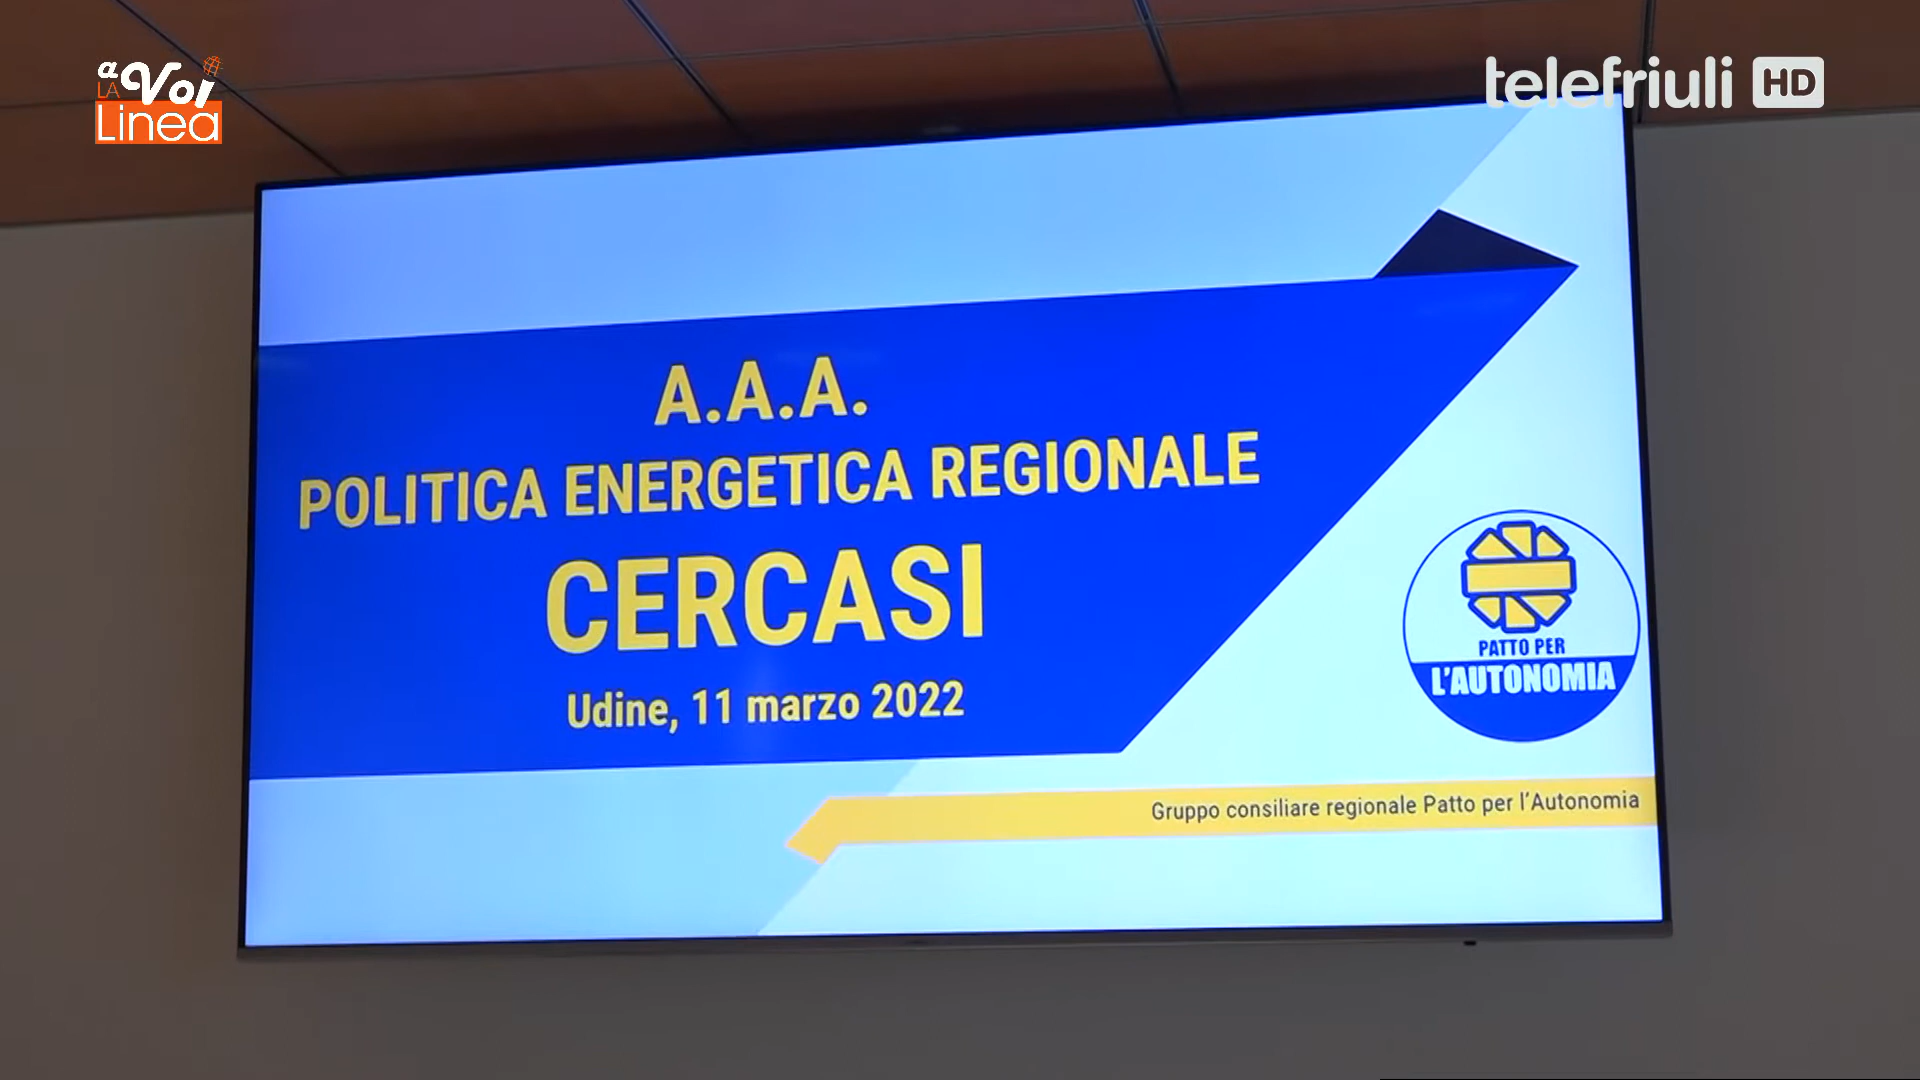 a Voi
LA
Linea
telefriuli HD
A.A.A.
POLITICA ENERGETICA REGIONALE
CERCASI
Udine, 11 marzo 2022
PATTO PER
L'AUTONOMIA
Gruppo consiliare regionale Patto per l'Autonomia